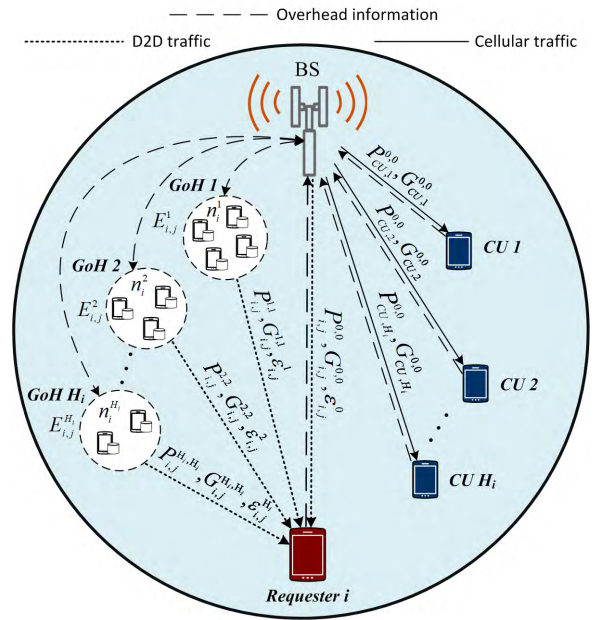 Overhead information
D2D traffic
Cellular traffic
BS
GoH 1
n_i^1
E_{i,j}^1
GoH 2
n_i^2
E_{i,j}^2
GoH H_i
n_i^{H_i}
E_{i,j}^{H_i}
P_{i,j}^{1,1}, G_{i,j}^{1,1}, ε_{i,j}^1
P_{i,j}^{2,2}, G_{i,j}^{2,2}, ε_{i,j}^2
P_{i,j}^{H_i,H_i}, G_{i,j}^{H_i,H_i}, ε_{i,j}^{H_i}
P_{i,j}^{0,0}, G_{i,j}^{0,0}, ε_{i,j}^0
P_{CU,1}^{0,0}, G_{CU,1}^{0,0}
P_{CU,2}^{0,0}, G_{CU,2}^{0,0}
P_{CU,H_i}^{0,0}, G_{CU,H_i}^{0,0}
CU 1
CU 2
CU H_i
Requester i